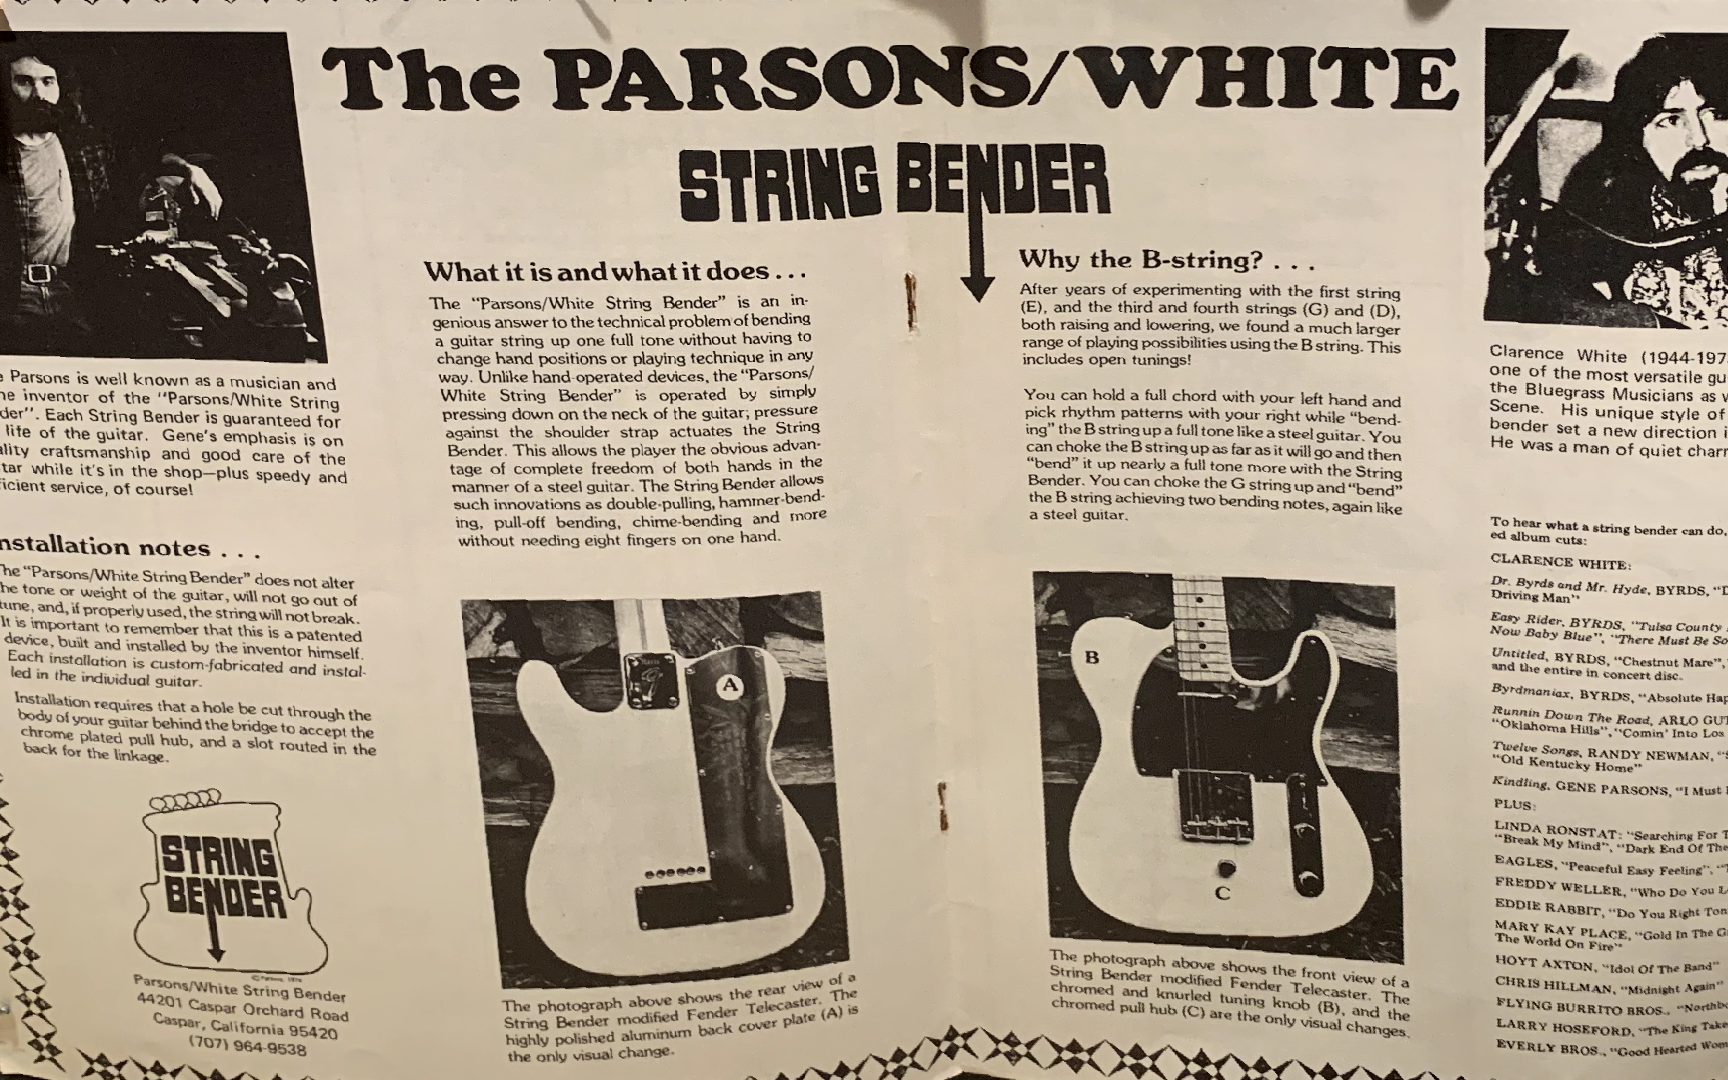 The PARSONS/WHITE
STRING BENDER
Parsons is well known as a musician and
inventor of the "Parsons/White String
der". Each String Bender is guaranteed for
life of the guitar. Gene's emphasis is on
lity craftsmanship and good care of the
tar while it's in the shop—plus speedy and
icient service, of course!
nstallation notes . . .
he "Parsons/White String Bender" does not alter
he tone or weight of the guitar, will not go out of
tune, and, if properly used, the string will not break.
It is important to remember that this is a patented
device, built and installed by the inventor himself.
Each installation is custom-fabricated and instal-
led in the individual guitar.
Installation requires that a hole be cut through the
body of your guitar behind the bridge to accept the
chrome plated pull hub, and a slot routed in the
back for the linkage.
STRING
BENDER
Parsons/White String Bender
44201 Caspar Orchard Road
Caspar, California 95420
(707) 964-9538
What it is and what it does . . .
The "Parsons/White String Bender" is an in-
genious answer to the technical problem of bending
a guitar string up one full tone without having to
change hand positions or playing technique in any
way. Unlike hand-operated devices, the "Parsons/
White String Bender" is operated by simply
pressing down on the neck of the guitar; pressure
against the shoulder strap actuates the String
Bender. This allows the player the obvious advan-
tage of complete freedom of both hands in the
manner of a steel guitar. The String Bender allows
such innovations as double-pulling, hammer-bend-
ing, pull-off bending, chime-bending and more
without needing eight fingers on one hand.
A
The photograph above shows the rear view of a
String Bender modified Fender Telecaster. The
highly polished aluminum back cover plate (A) is
the only visual change.
Why the B-string? . . .
After years of experimenting with the first string
(E), and the third and fourth strings (G) and (D),
both raising and lowering, we found a much larger
range of playing possibilities using the B string. This
includes open tunings!
You can hold a full chord with your left hand and
pick rhythm patterns with your right while "bend-
ing" the B string up a full tone like a steel guitar. You
can choke the B string up as far as it will go and then
"bend" it up nearly a full tone more with the String
Bender. You can choke the G string up and "bend"
the B string achieving two bending notes, again like
a steel guitar.
B
C
The photograph above shows the front view of a
String Bender modified Fender Telecaster. The
chromed and knurled tuning knob (B), and the
chromed pull hub (C) are the only visual changes.
Clarence White (1944-197
one of the most versatile gu
the Bluegrass Musicians as w
Scene. His unique style of
bender set a new direction i
He was a man of quiet charm
To hear what a string bender can do,
ed album cuts:
CLARENCE WHITE:
Dr. Byrds and Mr. Hyde, BYRDS, "D
Driving Man"
Easy Rider, BYRDS, "Tulsa County
Now Baby Blue", "There Must Be So
Untitled, BYRDS, "Chestnut Mare",
and the entire in concert disc.
Byrdmaniax, BYRDS, "Absolute Hap
Runnin Down The Road, ARLO GUT
"Oklahoma Hills", "Comin' Into Los
Twelve Songs, RANDY NEWMAN, "
"Old Kentucky Home"
Kindling, GENE PARSONS, "I Must
PLUS:
LINDA RONSTAT: "Searching For T
"Break My Mind", "Dark End Of The
EAGLES, "Peaceful Easy Feeling", "
FREDDY WELLER, "Who Do You L
EDDIE RABBIT, "Do You Right Ton
MARY KAY PLACE, "Gold In The G
The World On Fire"
HOYT AXTON, "Idol Of The Band"
CHRIS HILLMAN, "Midnight Again"
FLYING BURRITO BROS., "Northb
LARRY HOSEFORD, "The King Take
EVERLY BROS., "Good Hearted Wom